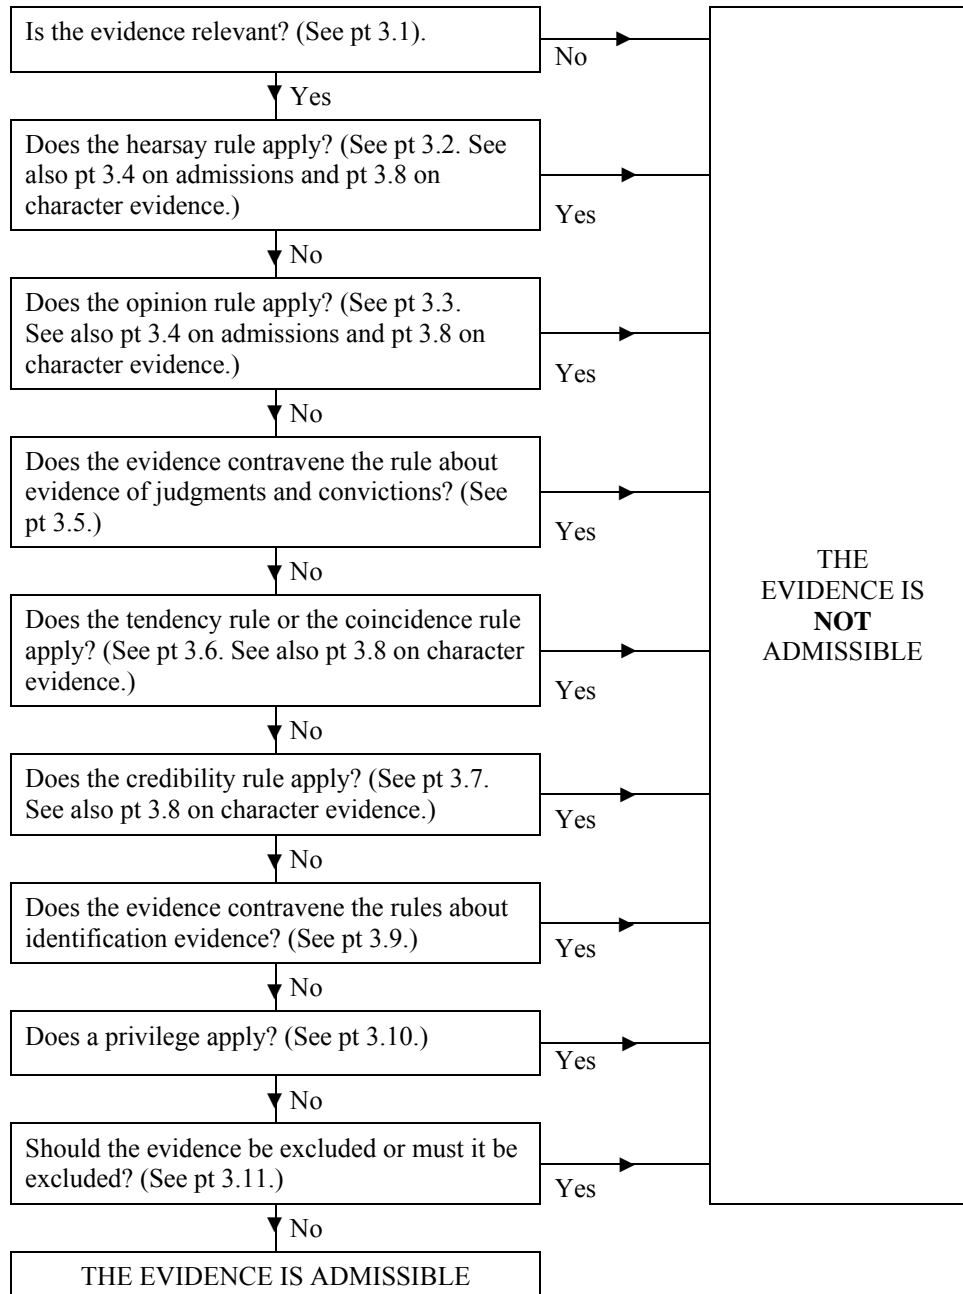 Is the evidence relevant? (See pt 3.1).
No
Yes
Does the hearsay rule apply? (See pt 3.2. See
also pt 3.4 on admissions and pt 3.8 on
character evidence.)
Yes
No
Does the opinion rule apply? (See pt 3.3.
See also pt 3.4 on admissions and pt 3.8 on
character evidence.)
Yes
No
Does the evidence contravene the rule about
evidence of judgments and convictions? (See
pt 3.5.)
Yes
No
Does the tendency rule or the coincidence rule
apply? (See pt 3.6. See also pt 3.8 on character
evidence.)
Yes
No
Does the credibility rule apply? (See pt 3.7.
See also pt 3.8 on character evidence.)
Yes
No
Does the evidence contravene the rules about
identification evidence? (See pt 3.9.)
Yes
No
Does a privilege apply? (See pt 3.10.)
Yes
No
Should the evidence be excluded or must it be
excluded? (See pt 3.11.)
Yes
No
THE EVIDENCE IS ADMISSIBLE
THE
EVIDENCE IS
NOT
ADMISSIBLE